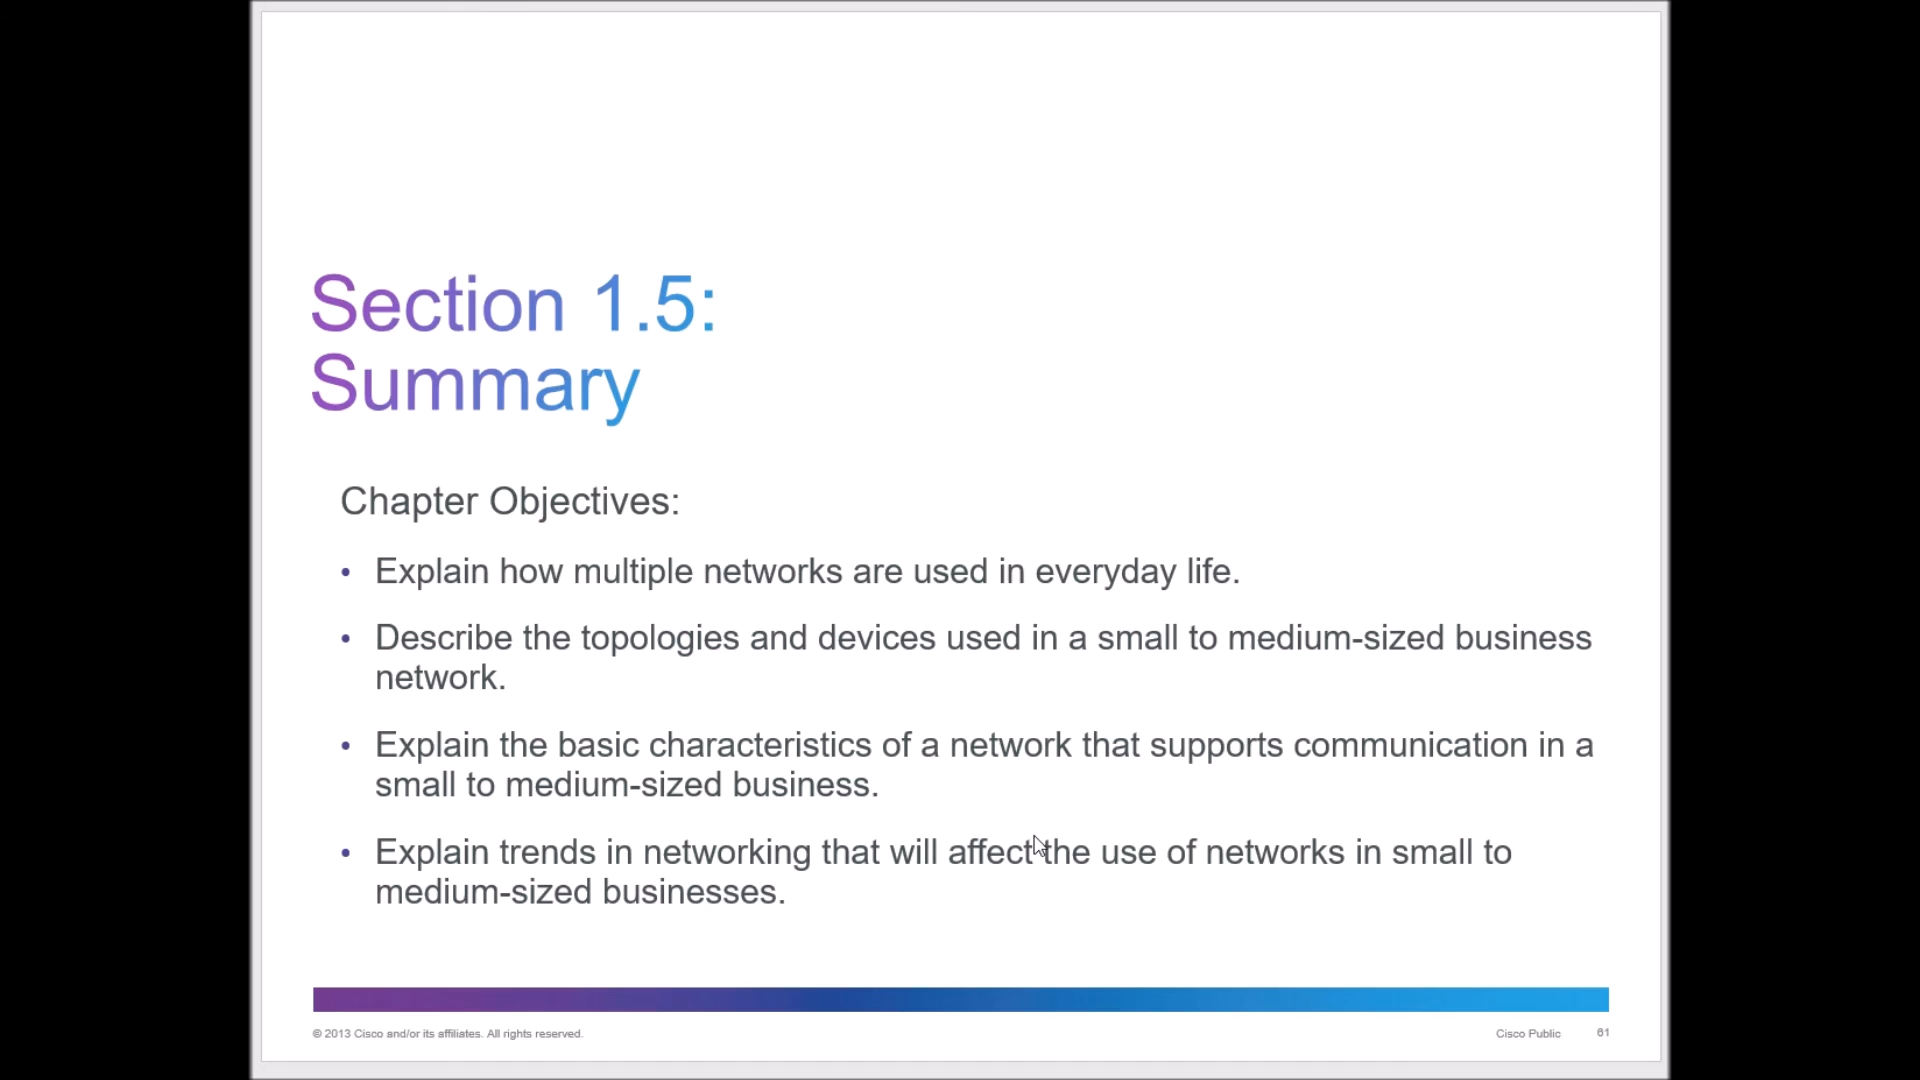 Section 1.5:
Summary
Chapter Objectives:
• Explain how multiple networks are used in everyday life.
• Describe the topologies and devices used in a small to medium-sized business
network.
• Explain the basic characteristics of a network that supports communication in a
small to medium-sized business.
• Explain trends in networking that will affect the use of networks in small to
medium-sized businesses.
© 2013 Cisco and/or its affiliates. All rights reserved.
Cisco Public
61